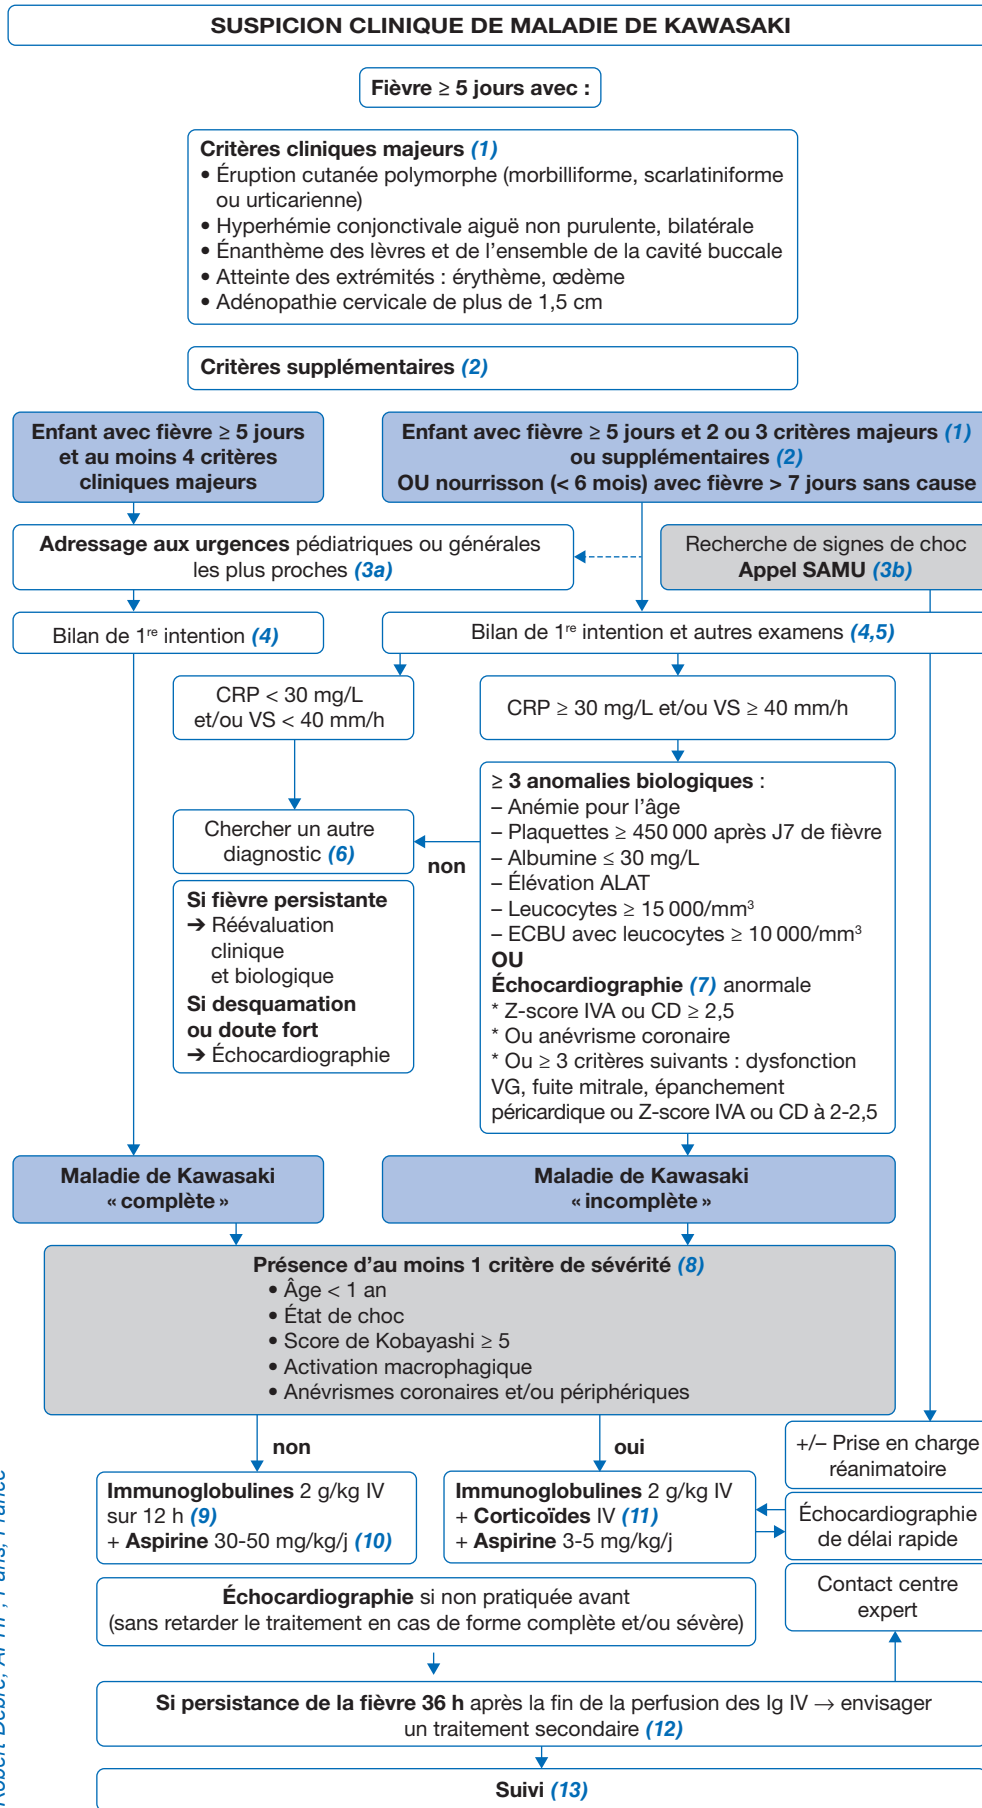 SUSPICION CLINIQUE DE MALADIE DE KAWASAKI
Fièvre ≥ 5 jours avec :
Critères cliniques majeurs (1)
• Éruption cutanée polymorphe (morbilliforme, scarlatiniforme
ou urticarienne)
• Hyperhémie conjonctivale aiguë non purulente, bilatérale
• Énanthème des lèvres et de l’ensemble de la cavité buccale
• Atteinte des extrémités : érythème, œdème
• Adénopathie cervicale de plus de 1,5 cm
Critères supplémentaires (2)
Enfant avec fièvre ≥ 5 jours
et au moins 4 critères
cliniques majeurs
Enfant avec fièvre ≥ 5 jours et 2 ou 3 critères majeurs (1)
ou supplémentaires (2)
OU nourrisson (< 6 mois) avec fièvre > 7 jours sans cause
Adressage aux urgences pédiatriques ou générales
les plus proches (3a)
Recherche de signes de choc
Appel SAMU (3b)
Bilan de 1re intention (4)
Bilan de 1re intention et autres examens (4,5)
CRP < 30 mg/L
et/ou VS < 40 mm/h
CRP ≥ 30 mg/L et/ou VS ≥ 40 mm/h
≥ 3 anomalies biologiques :
– Anémie pour l’âge
– Plaquettes ≥ 450 000 après J7 de fièvre
– Albumine ≤ 30 mg/L
– Élévation ALAT
– Leucocytes ≥ 15 000/mm3
– ECBU avec leucocytes ≥ 10 000/mm3
OU
Échocardiographie (7) anormale
* Z-score IVA ou CD ≥ 2,5
* Ou anévrisme coronaire
* Ou ≥ 3 critères suivants : dysfonction
VG, fuite mitrale, épanchement
péricardique ou Z-score IVA ou CD à 2-2,5
non
Chercher un autre
diagnostic (6)
Si fièvre persistante
➔ Réévaluation
clinique
et biologique
Si desquamation
ou doute fort
➔ Échocardiographie
Maladie de Kawasaki
« complète »
Maladie de Kawasaki
« incomplète »
Présence d’au moins 1 critère de sévérité (8)
• Âge < 1 an
• État de choc
• Score de Kobayashi ≥ 5
• Activation macrophagique
• Anévrismes coronaires et/ou périphériques
non
oui
Immunoglobulines 2 g/kg IV
sur 12 h (9)
+ Aspirine 30-50 mg/kg/j (10)
Immunoglobulines 2 g/kg IV
+ Corticoïdes IV (11)
+ Aspirine 3-5 mg/kg/j
+/– Prise en charge
réanimatoire
Échocardiographie
de délai rapide
Contact centre
expert
Échocardiographie si non pratiquée avant
(sans retarder le traitement en cas de forme complète et/ou sévère)
Si persistance de la fièvre 36 h après la fin de la perfusion des Ig IV → envisager
un traitement secondaire (12)
Suivi (13)
Robert Debré, AP-HP, Paris, France